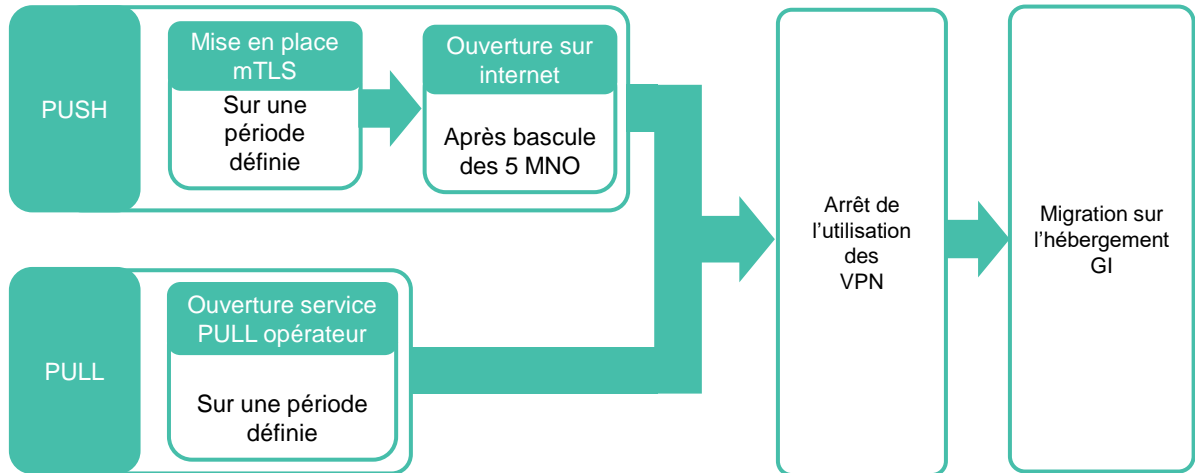 PUSH
Mise en place
mTLS
Sur une
période
définie
Ouverture sur
internet
Après bascule
des 5 MNO
PULL
Ouverture service
PULL opérateur
Sur une période
définie
Arrêt de
l’utilisation
des
VPN
Migration sur
l’hébergement
GI